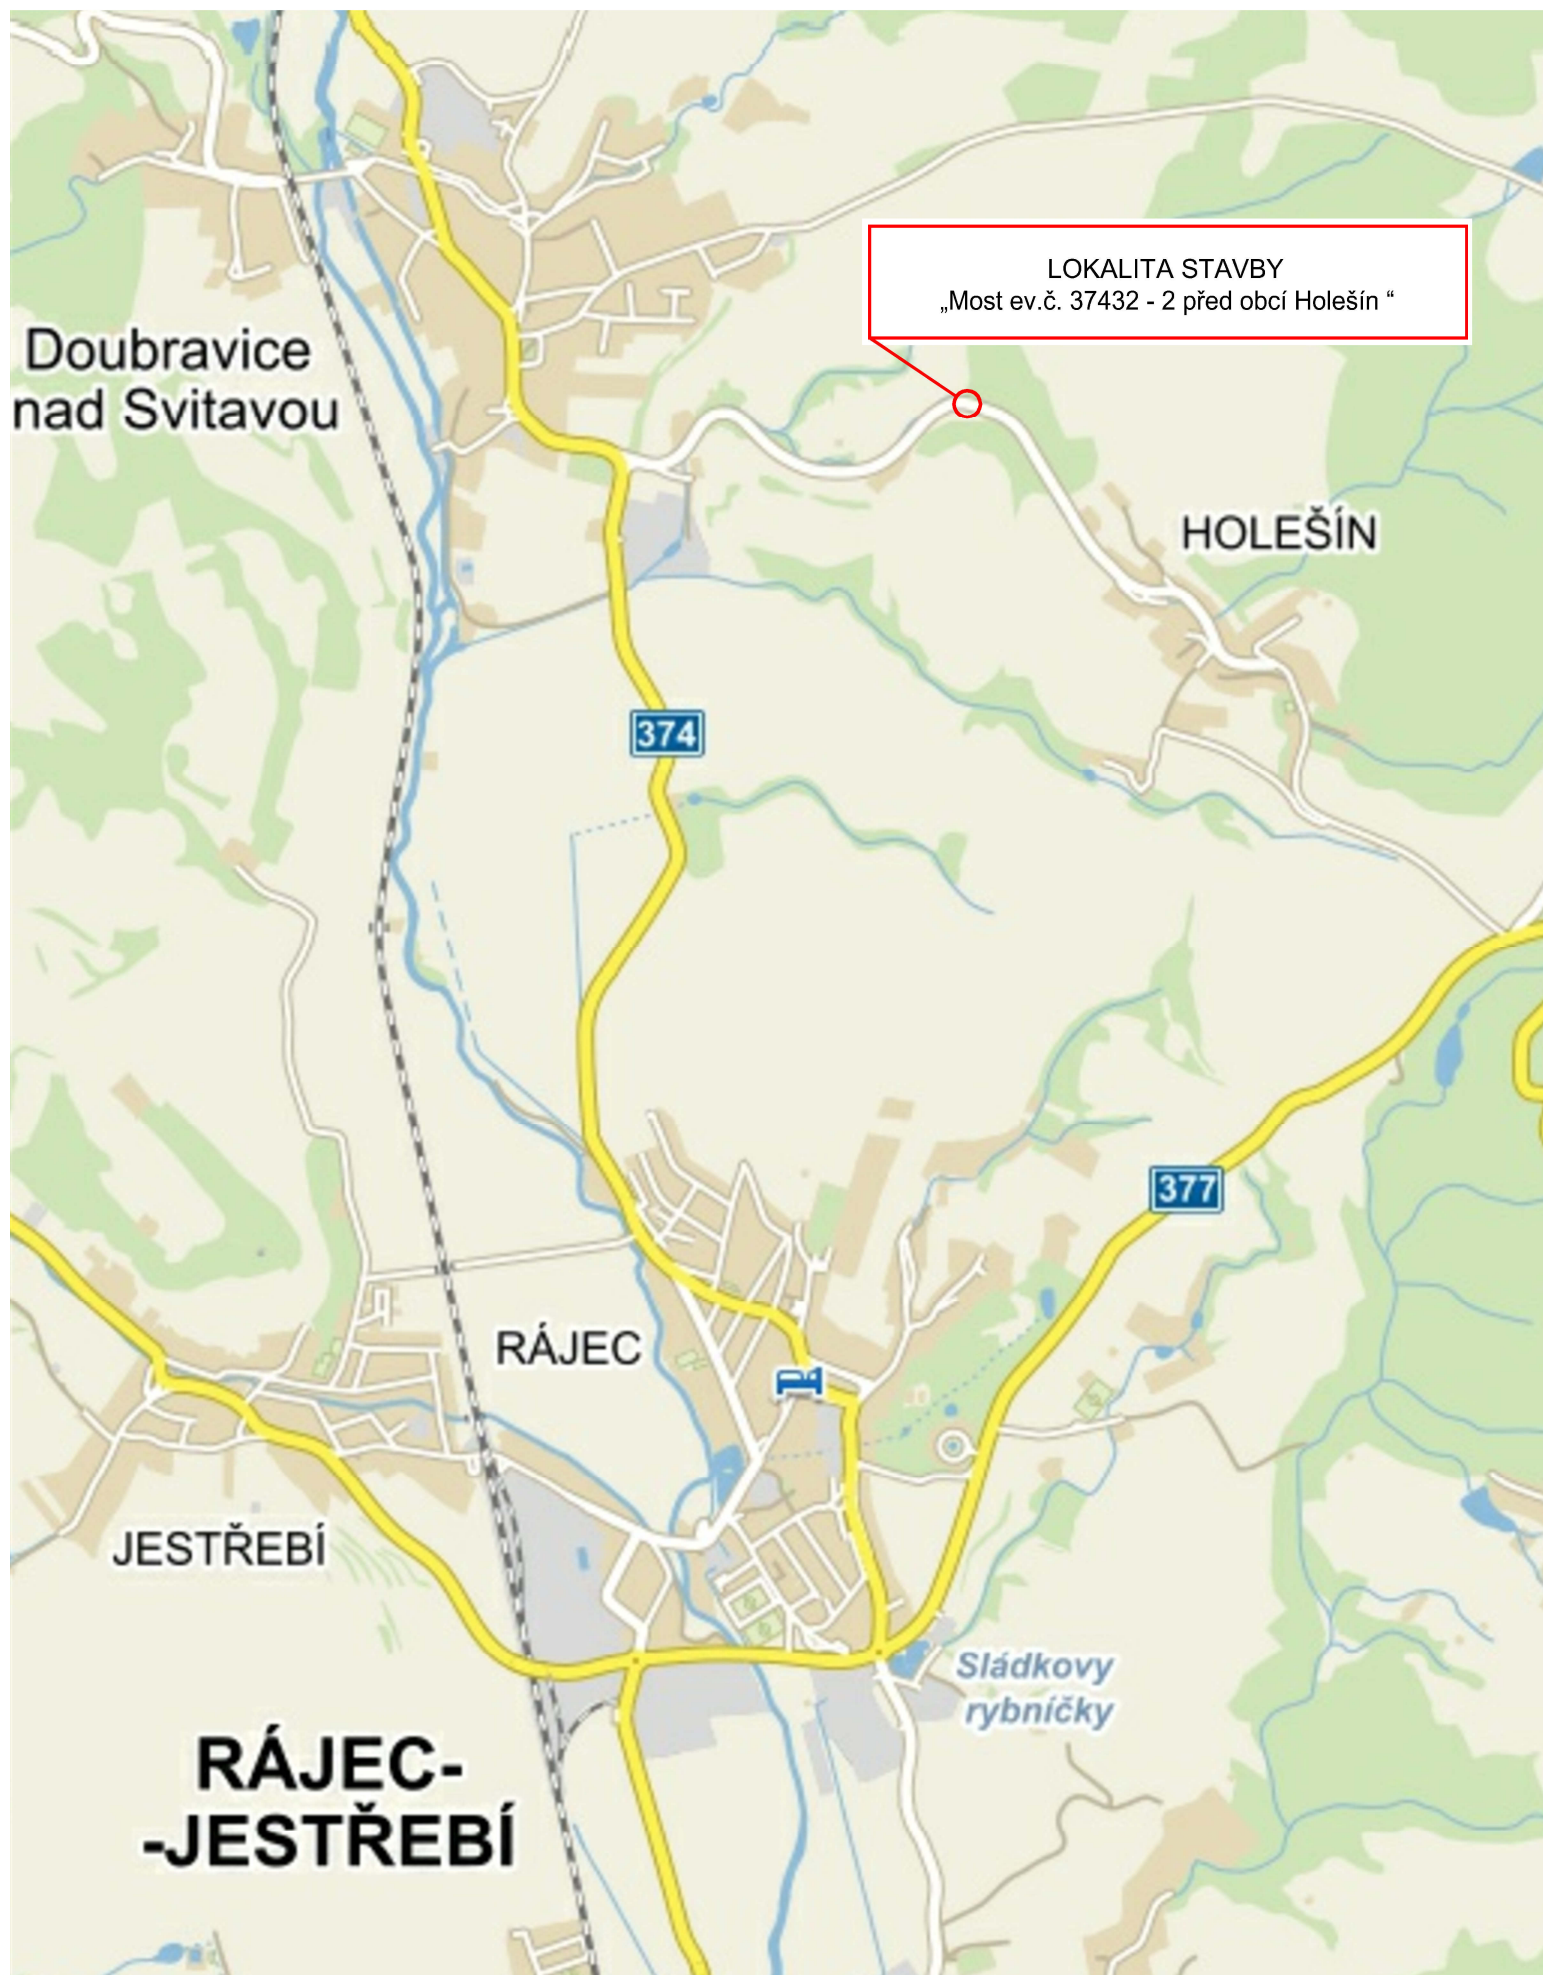 LOKALITA STAVBY
„Most ev.č. 37432 - 2 před obcí Holešín “
Doubravice
nad Svitavou
HOLEŠÍN
374
377
RÁJEC
JESTŘEBÍ
Sládkovy
rybníčky
RÁJEC-
-JESTŘEBÍ